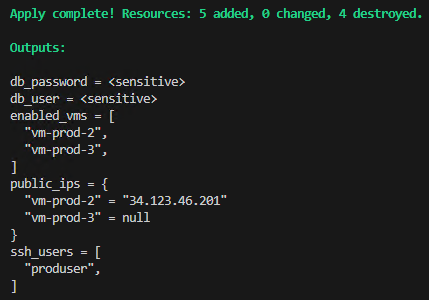 Apply complete! Resources: 5 added, 0 changed, 4 destroyed.
Outputs:
db_password = <sensitive>
db_user = <sensitive>
enabled_vms = [
  "vm-prod-2",
  "vm-prod-3",
]
public_ips = {
  "vm-prod-2" = "34.123.46.201"
  "vm-prod-3" = null
}
ssh_users = [
  "produser",
]